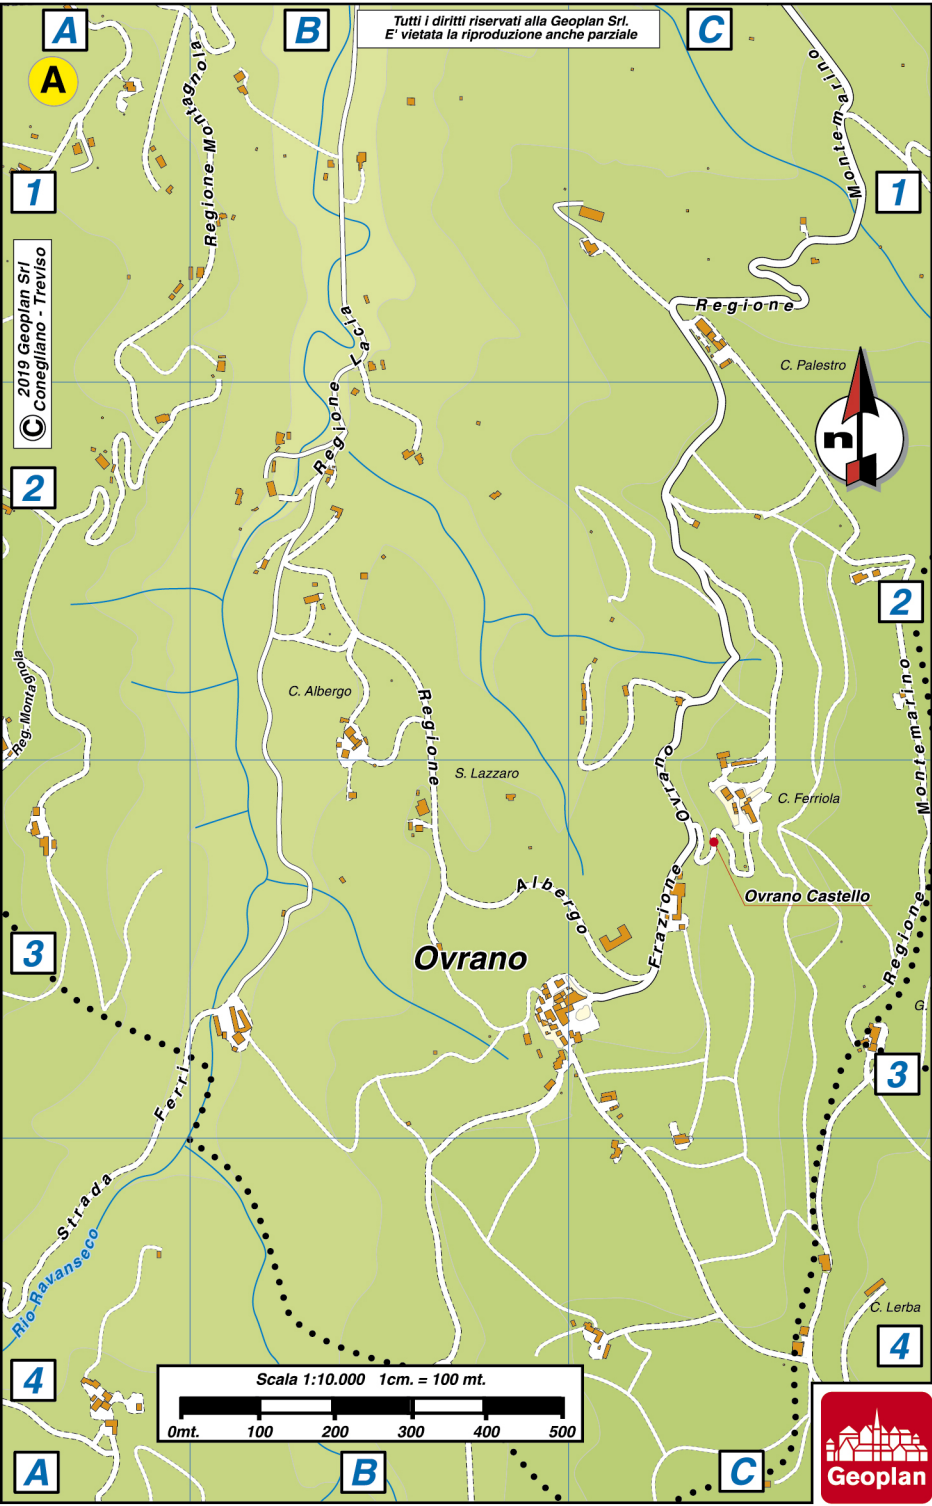 A
B
C
Tutti i diritti riservati alla Geoplan Srl.
E' vietata la riproduzione anche parziale
A
Regione Montagnola
Montemarino
1
1
© 2019 Geoplan Srl
Conegliano - Treviso
Regione
Lacia
Regione
C. Palestro
n
2
2
Reg. Montagnola
C. Albergo
Regione
S. Lazzaro
Albergo
Ovrano
Frazione
C. Ferriola
Ovrano Castello
Montemarino
Regione
3
Ovrano
G.
3
Ferri
Strada
Rio Ravanseco
C. Lerba
4
4
Scala 1:10.000 1cm. = 100 mt.
0mt. 100 200 300 400 500
A
B
C
Geoplan